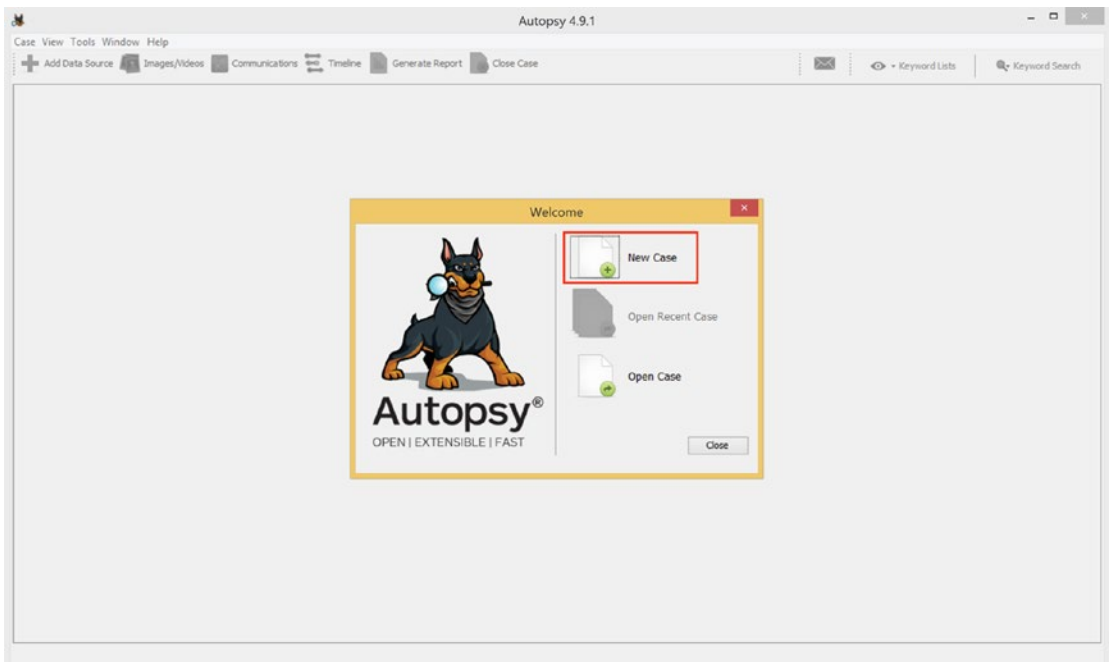 Autopsy 4.9.1
Case View Tools Window Help
Add Data Source Images/Videos Communications Timeline Generate Report Close Case Keyword Lists Keyword Search
Welcome
New Case
Open Recent Case
Open Case
Autopsy®
OPEN | EXTENSIBLE | FAST
Close